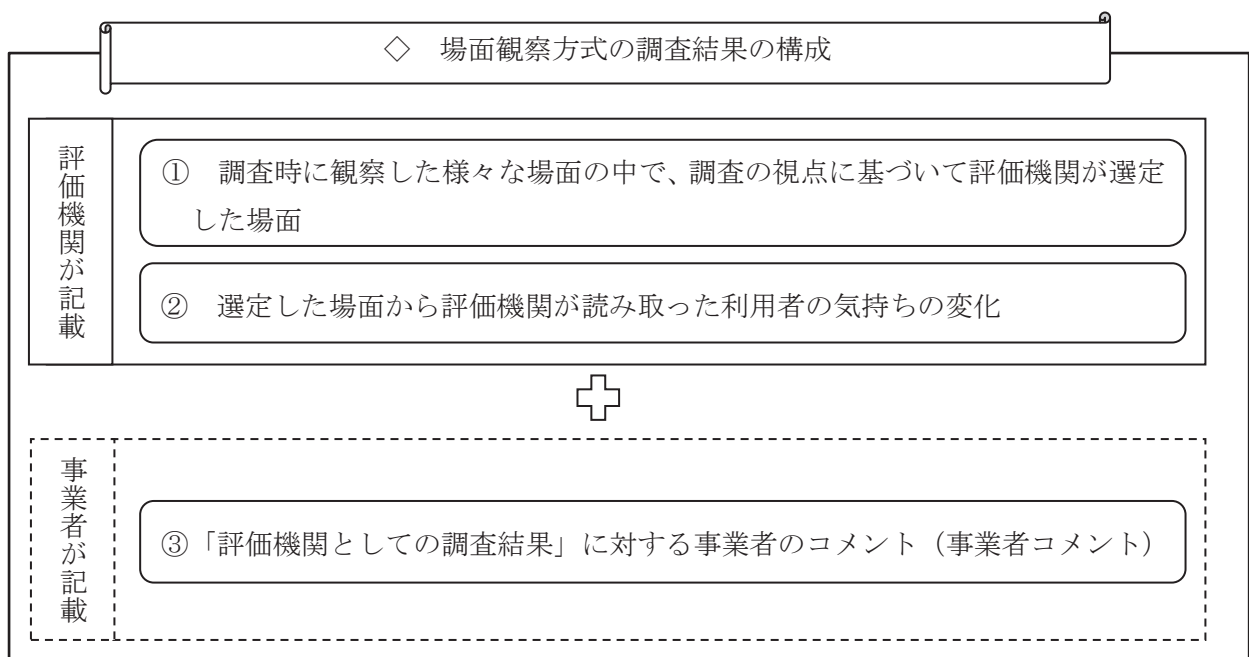 ◇ 場面観察方式の調査結果の構成
評価機関が記載
① 調査時に観察した様々な場面の中で、調査の視点に基づいて評価機関が選定
した場面
② 選定した場面から評価機関が読み取った利用者の気持ちの変化
事業者が記載
③「評価機関としての調査結果」に対する事業者のコメント（事業者コメント）